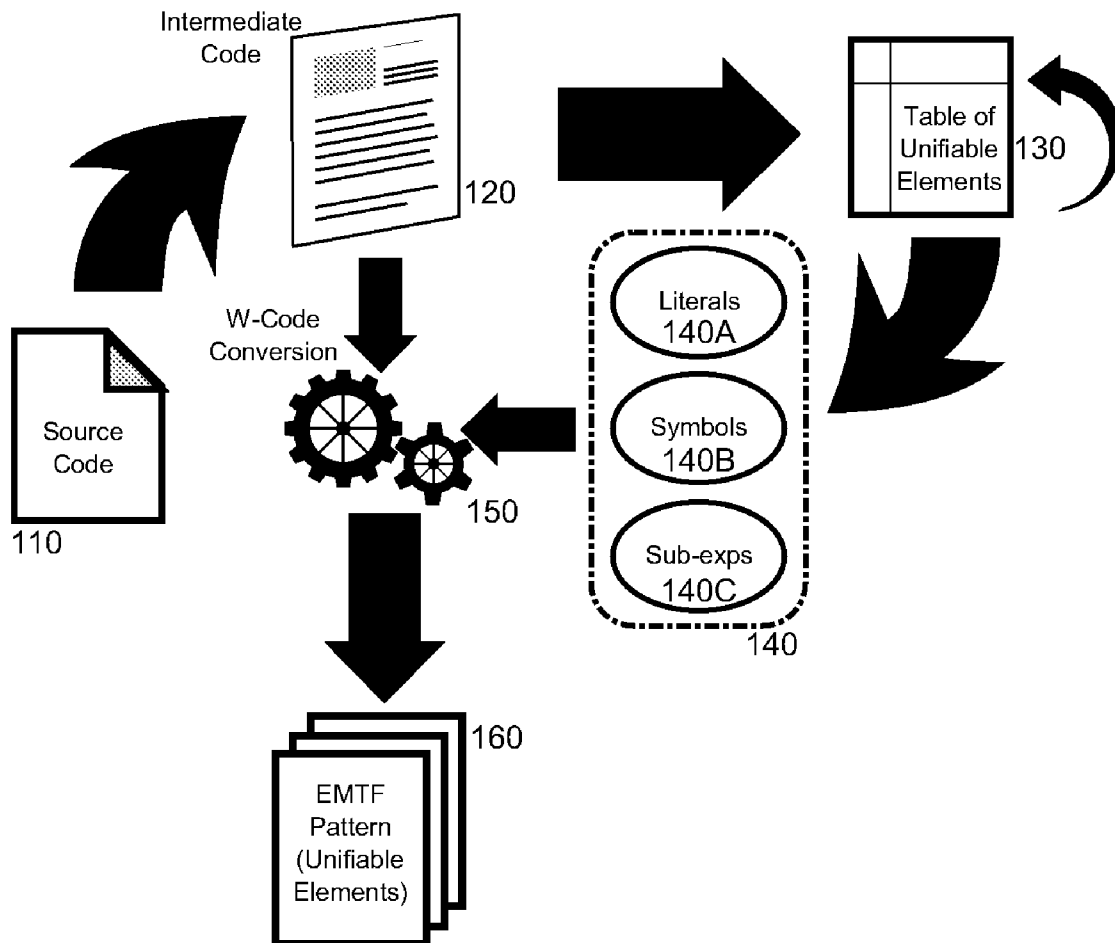 Intermediate
Code
120
Table of
Unifiable
Elements
130
Literals
140A
Symbols
140B
Sub-exps
140C
140
W-Code
Conversion
150
Source
Code
110
160
EMTF
Pattern
(Unifiable
Elements)